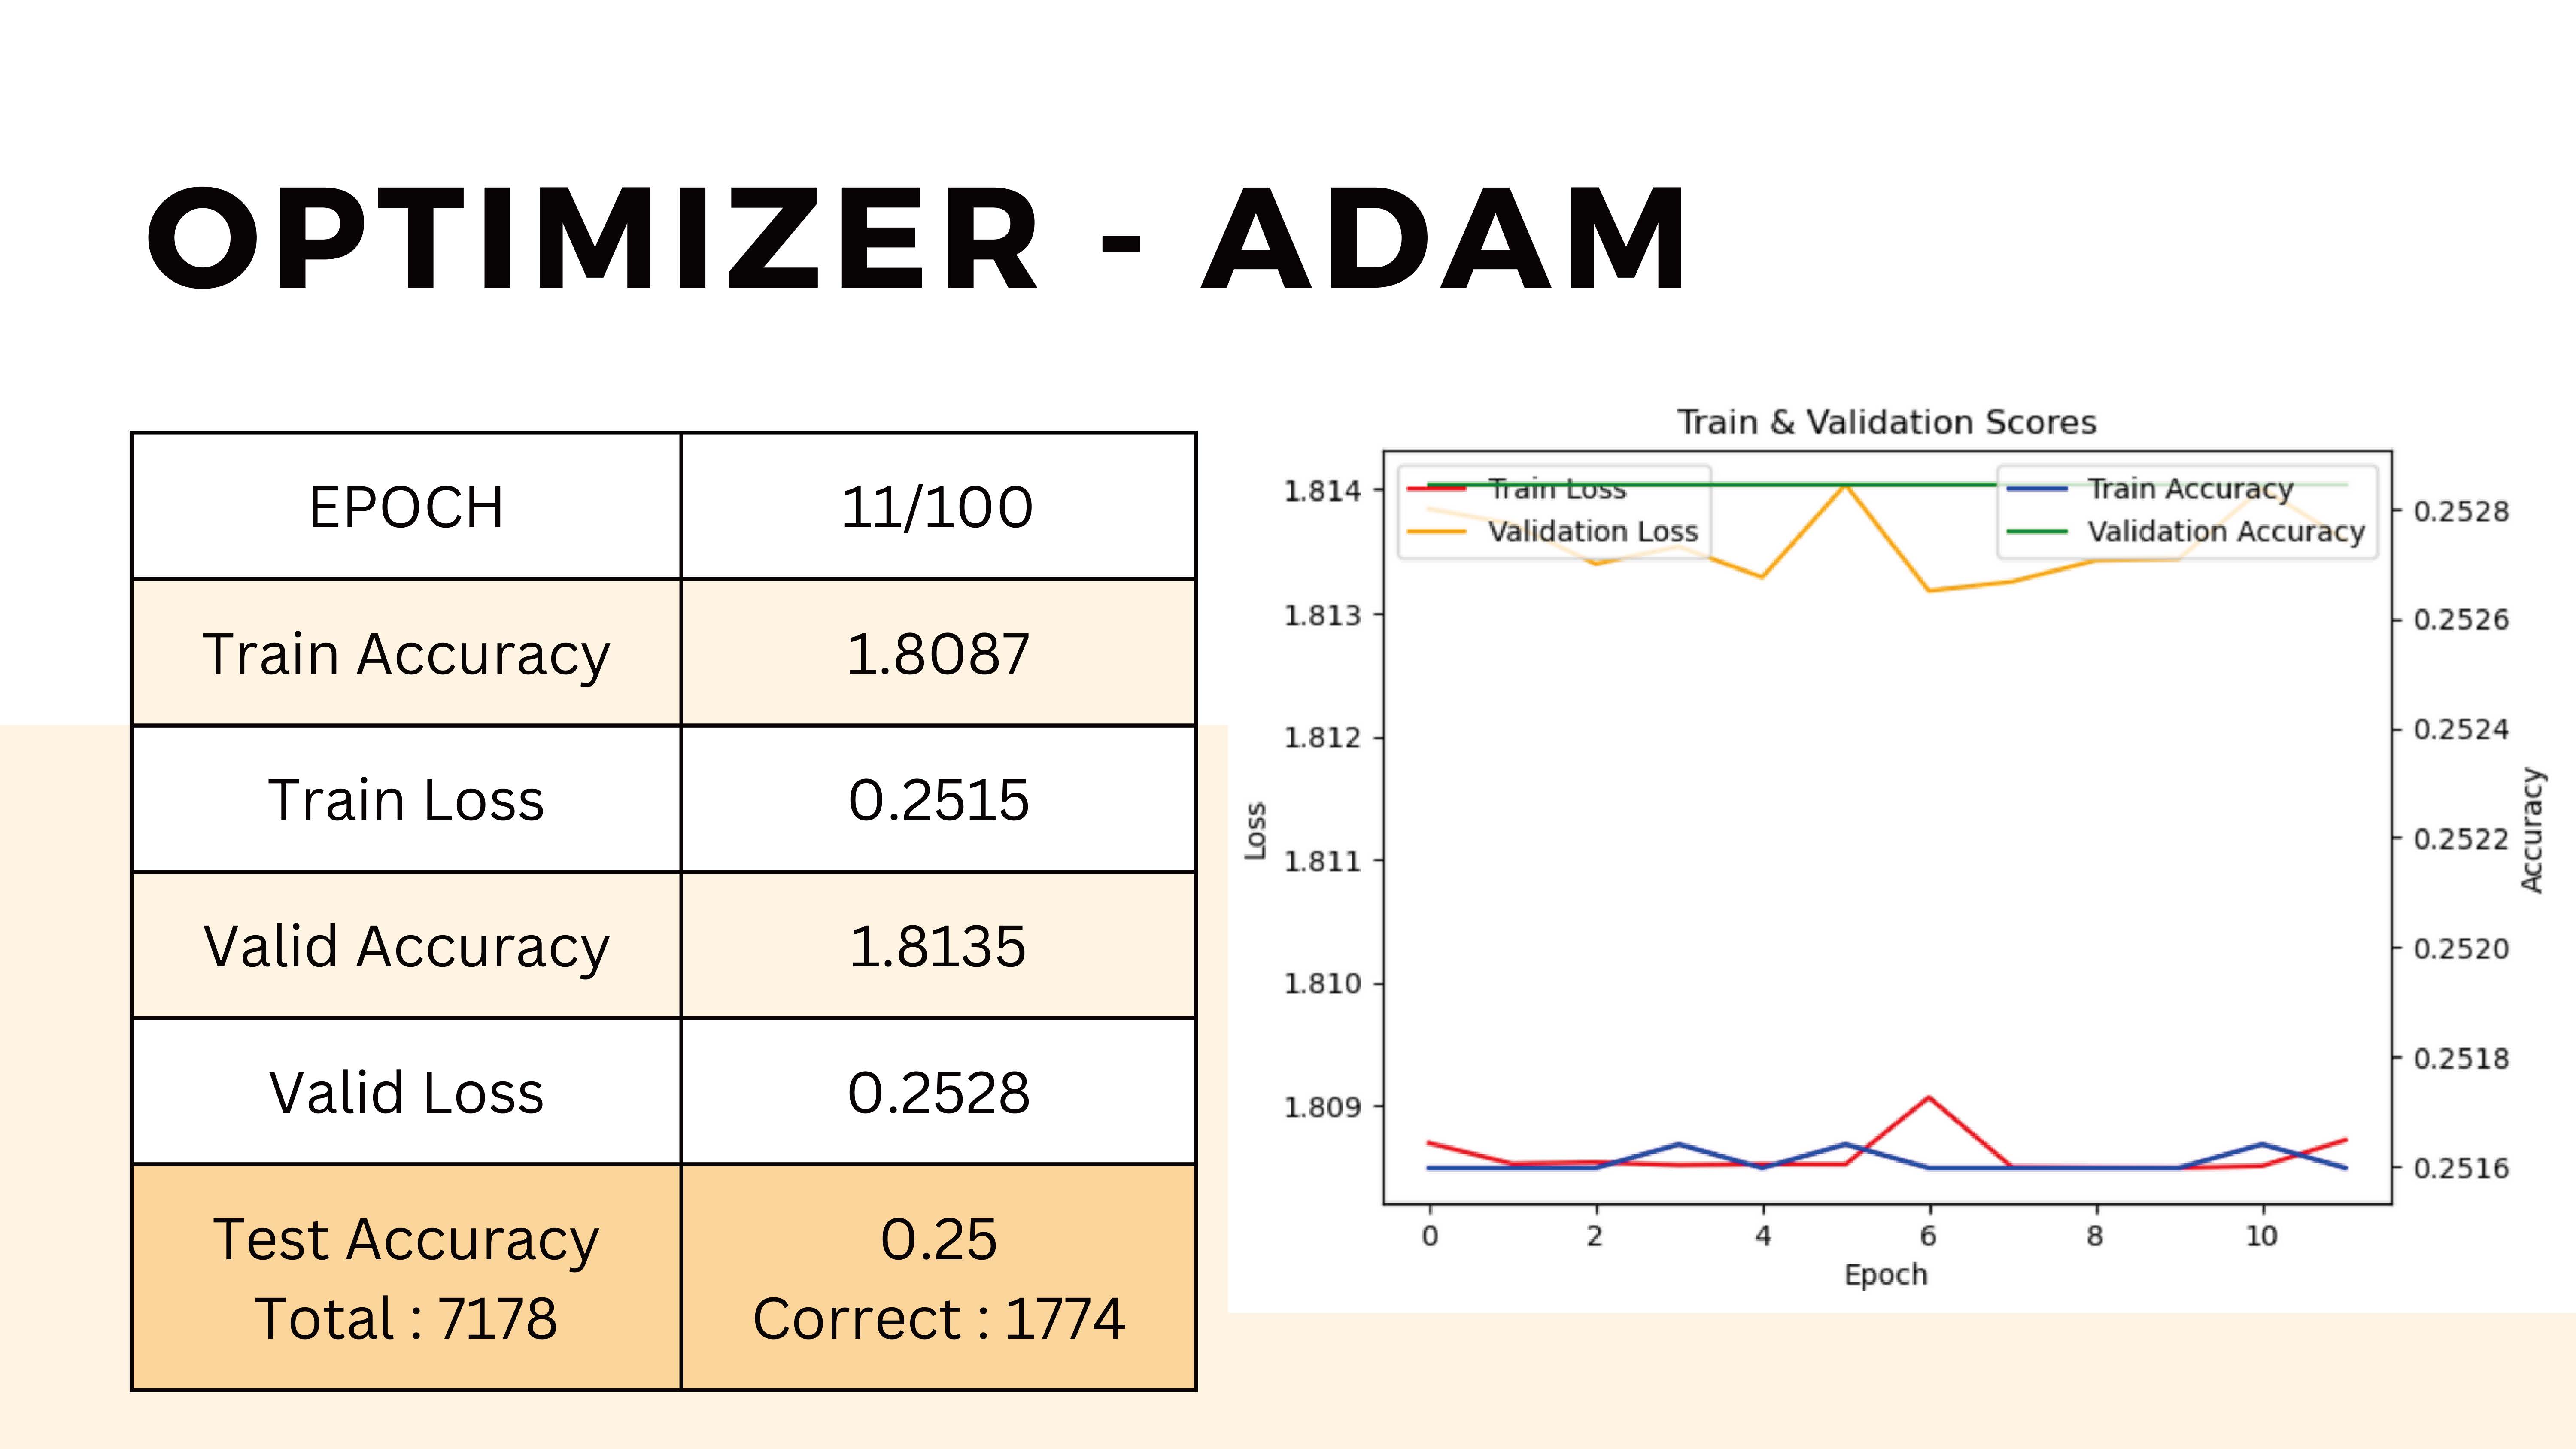 OPTIMIZER - ADAM
EPOCH 11/100
Train Accuracy 1.8087
Train Loss 0.2515
Valid Accuracy 1.8135
Valid Loss 0.2528
Test Accuracy 0.25
Total : 7178 Correct : 1774
Train & Validation Scores
Train Loss
Validation Loss
Train Accuracy
Validation Accuracy
1.814
1.813
1.812
1.811
1.810
1.809
Loss
0.2528
0.2526
0.2524
0.2522
0.2520
0.2518
0.2516
Accuracy
0 2 4 6 8 10
Epoch